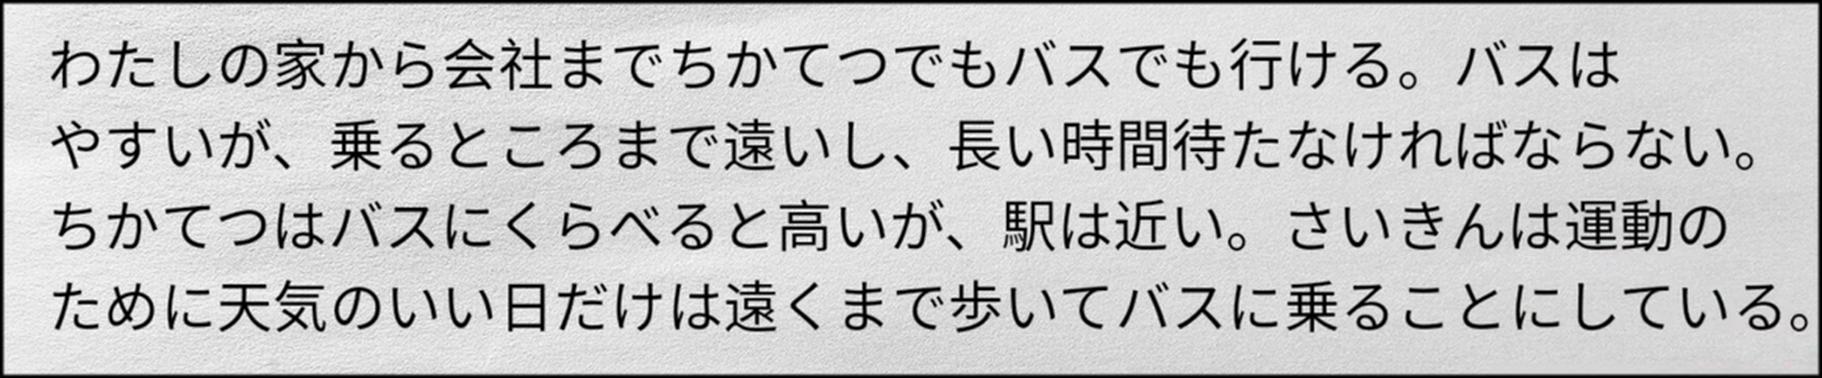 わたしの家から会社までちかてつでもバスでも行ける。バスは
やすいが、乗るところまで遠いし、長い時間待たなければならない。
ちかてつはバスにくらべると高いが、駅は近い。さいきんは運動の
ために天気のいい日だけは遠くまで歩いてバスに乗ることにしている。